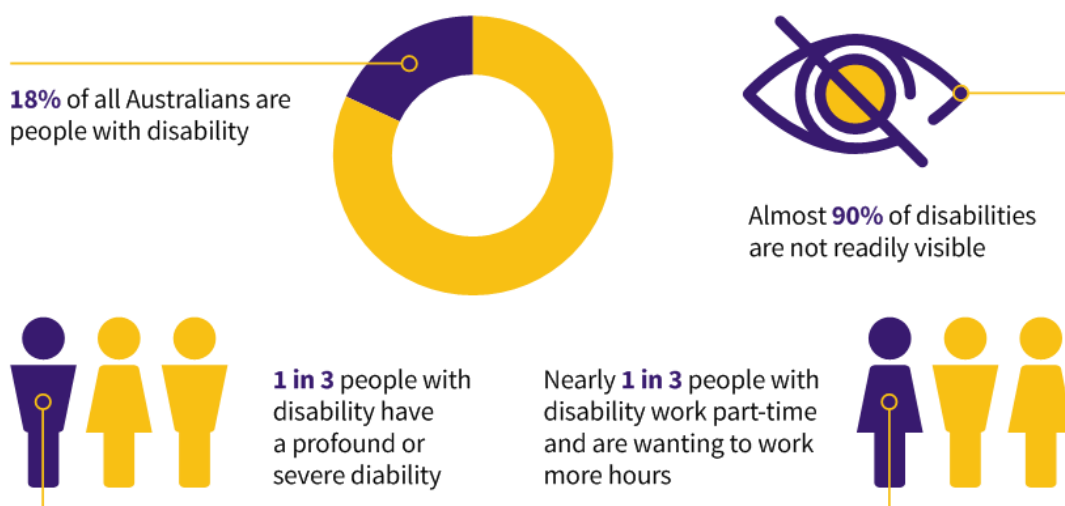 18% of all Australians are
people with disability
Almost 90% of disabilities
are not readily visible
1 in 3 people with
disability have
a profound or
severe diability
Nearly 1 in 3 people with
disability work part-time
and are wanting to work
more hours